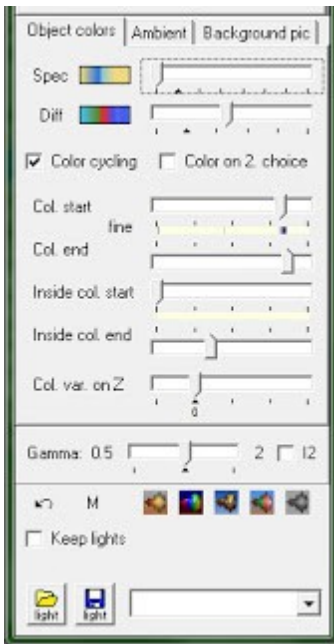 Object colors Ambient Background pic
Spec
Diff
Color cycling Color on 2. choice
Col. start
fine
Col. end
Inside col. start
Inside col. end
Col. var. on Z
0
Gamma: 0.5 2 I2
M
Keep lights
light light